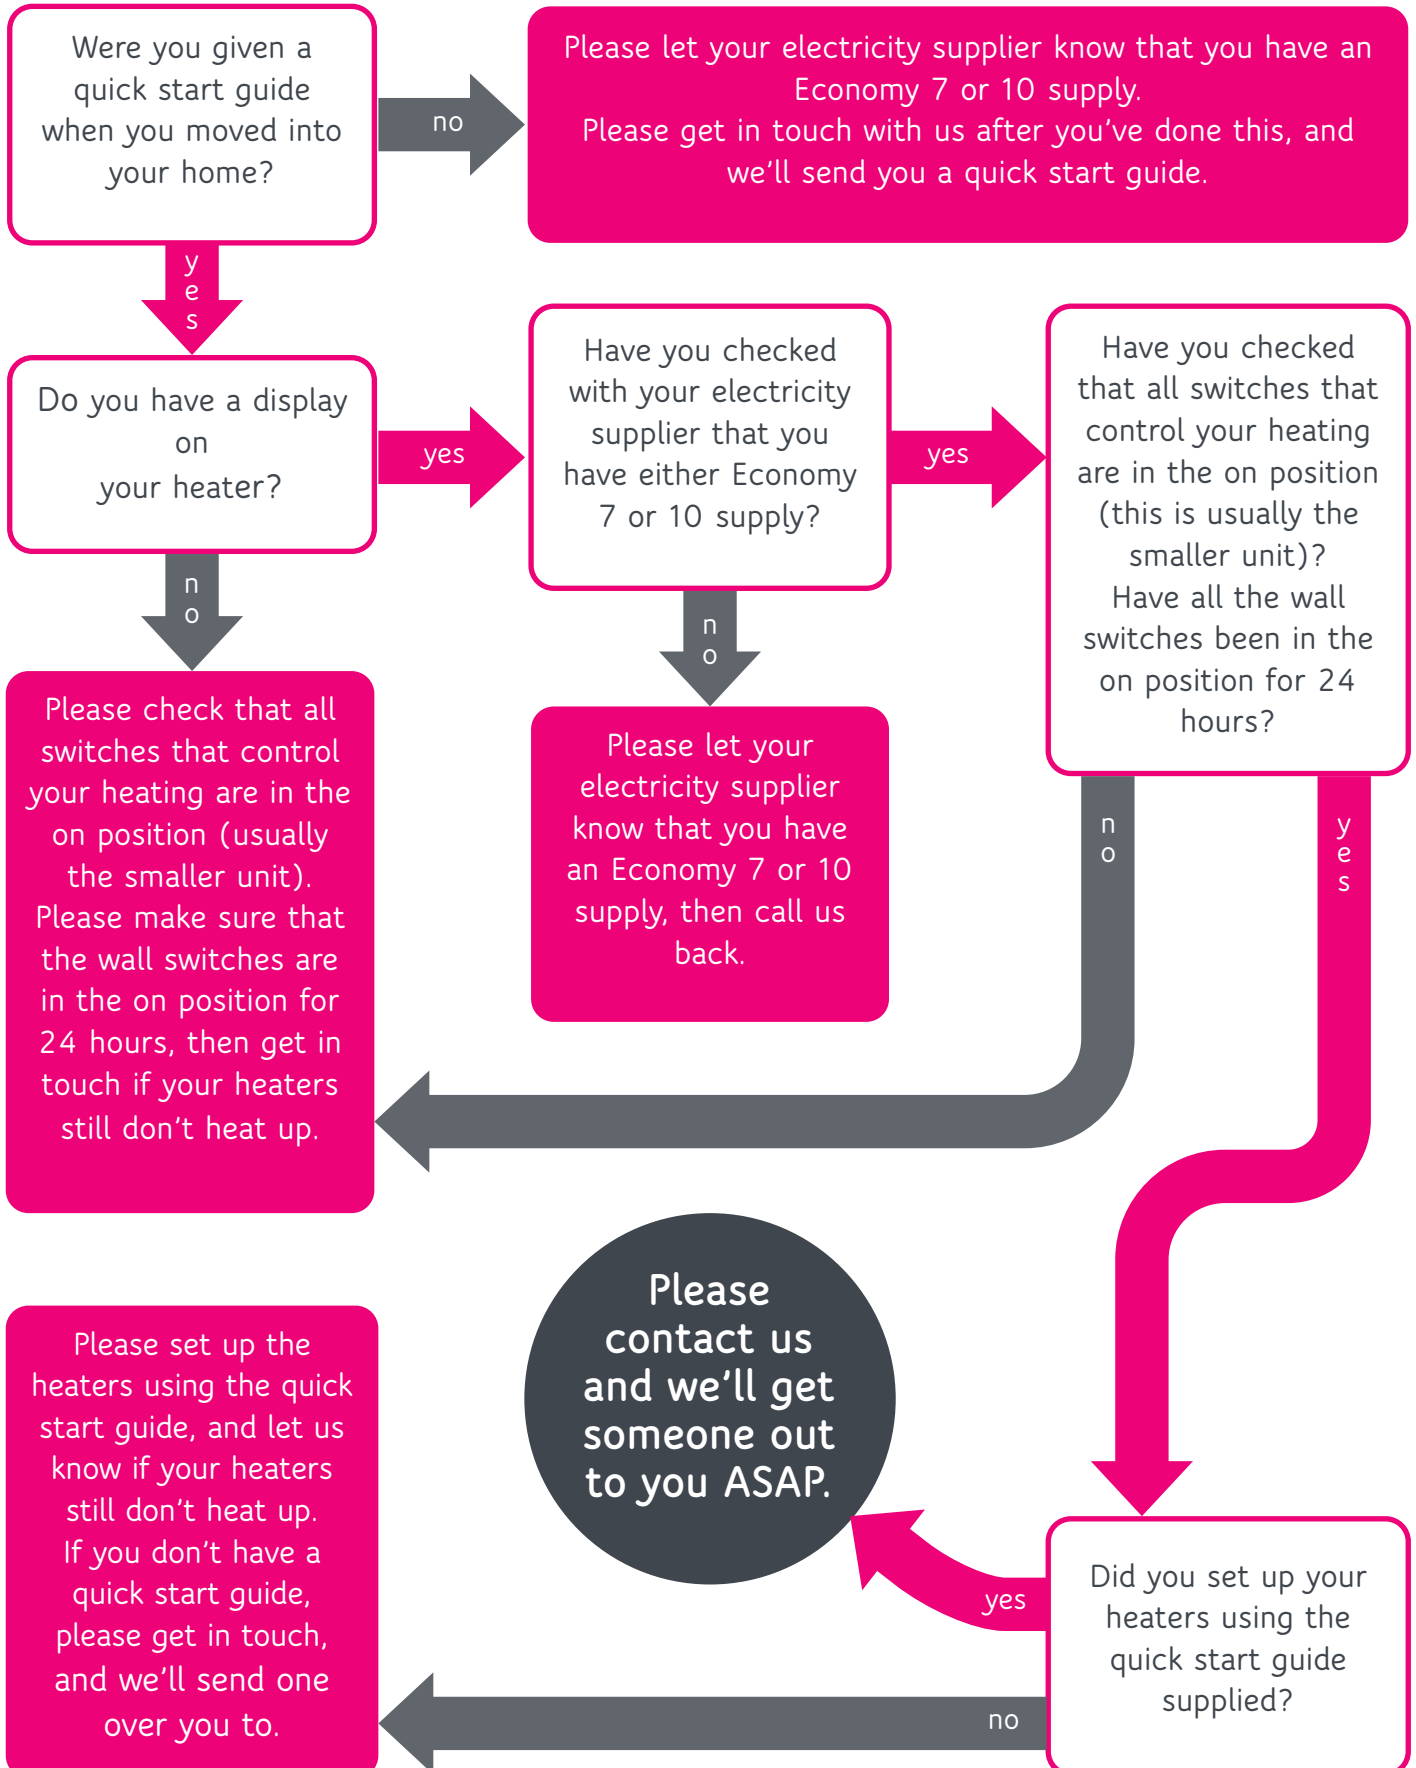 Were you given a
quick start guide
when you moved into
your home?
no
Please let your electricity supplier know that you have an
Economy 7 or 10 supply.
Please get in touch with us after you've done this, and
we'll send you a quick start guide.
yes
Do you have a display
on
your heater?
yes
Have you checked
with your electricity
supplier that you
have either Economy
7 or 10 supply?
yes
Have you checked
that all switches that
control your heating
are in the on position
(this is usually the
smaller unit)?
Have all the wall
switches been in the
on position for 24
hours?
no
Please check that all
switches that control
your heating are in the
on position (usually
the smaller unit).
Please make sure that
the wall switches are
in the on position for
24 hours, then get in
touch if your heaters
still don't heat up.
no
Please let your
electricity supplier
know that you have
an Economy 7 or 10
supply, then call us
back.
no
yes
Please
contact us
and we'll get
someone out
to you ASAP.
Please set up the
heaters using the quick
start guide, and let us
know if your heaters
still don't heat up.
If you don't have a
quick start guide,
please get in touch,
and we'll send one
over you to.
yes
Did you set up your
heaters using the
quick start guide
supplied?
no